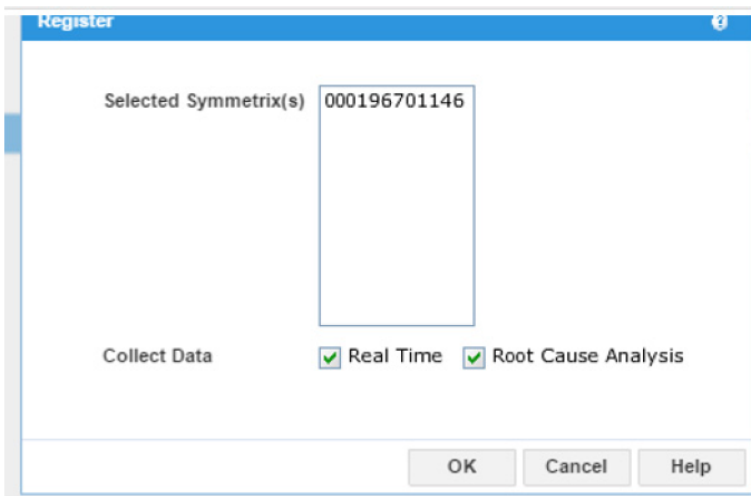 Register
Selected Symmetrix(s) 000196701146
Collect Data Real Time Root Cause Analysis
OK Cancel Help